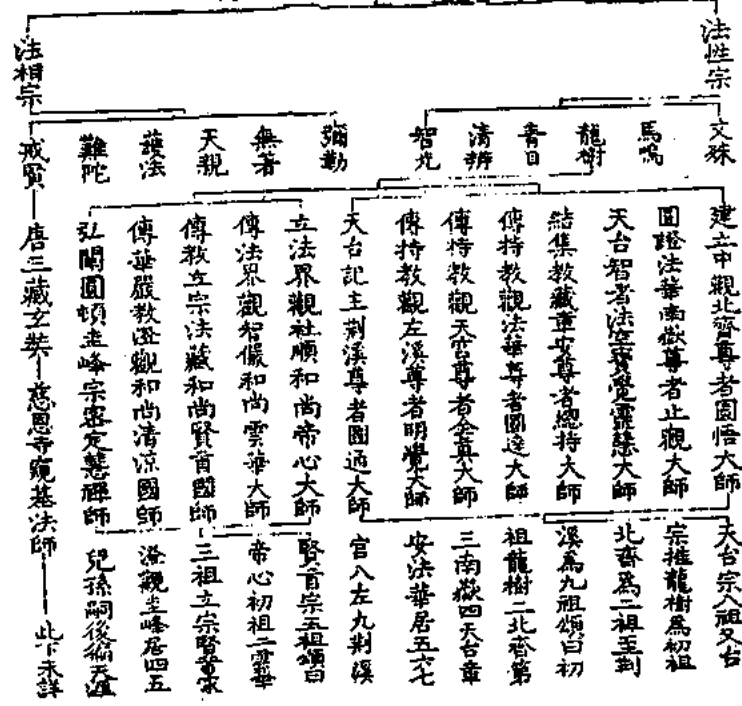 法性宗
法相宗
文殊
馬鳴
龍樹
青目
清辨
智光
彌勒
無著
天親
護法
難陀
戒賢
唐三藏玄奘
慈恩寺窺基法師
此下未詳
建立中觀北齊尊者圓悟大師
圓證法華南嶽尊者止觀大師
天台智者法空寶覺靈慧大師
結集教藏章安尊者總持大師
傳持教觀法華尊者圓達大師
傳持教觀天宮尊者全真大師
傳持教觀左溪尊者明覺大師
天台記主荊溪尊者圓通大師
立法界觀杜順和尚帝心大師
傳法界觀智儼和尚雲華大師
傳教立宗法藏和尚賢首國師
傳華嚴教澄觀和尚清涼國師
弘闡圓頓圭峰宗密定慧禪師
天台宗八祖又台
宗推龍樹為初祖
北齊為二祖至荊
溪為九祖頌曰初
祖龍樹二北齊第
三南嶽四天台章
安法華居五六七
宮八左九荊溪
賢首宗五祖頌曰
帝心初祖二雲華
三祖立宗賢首家
澄觀圭峰居四五
兒孫嗣後徧天涯